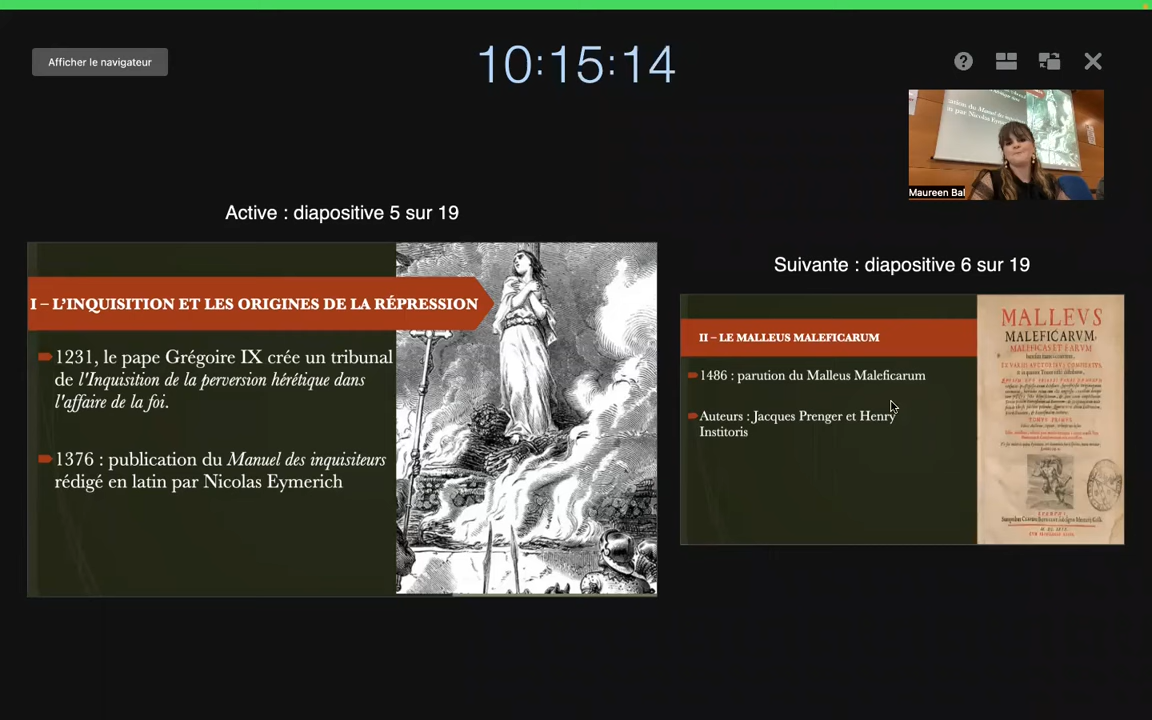 Afficher le navigateur
10:15:14
Maureen Bal
Active : diapositive 5 sur 19
I – L'INQUISITION ET LES ORIGINES DE LA RÉPRESSION
1231, le pape Grégoire IX crée un tribunal
de l'Inquisition de la perversion hérétique dans
l'affaire de la foi.
1376 : publication du Manuel des inquisiteurs
rédigé en latin par Nicolas Eymerich
Suivante : diapositive 6 sur 19
II – LE MALLEUS MALEFICARUM
1486 : parution du Malleus Maleficarum
Auteurs : Jacques Prenger et Henry
Institoris
MALLEVS
MALEFICARVM,
MALEFICAS ET EARVM